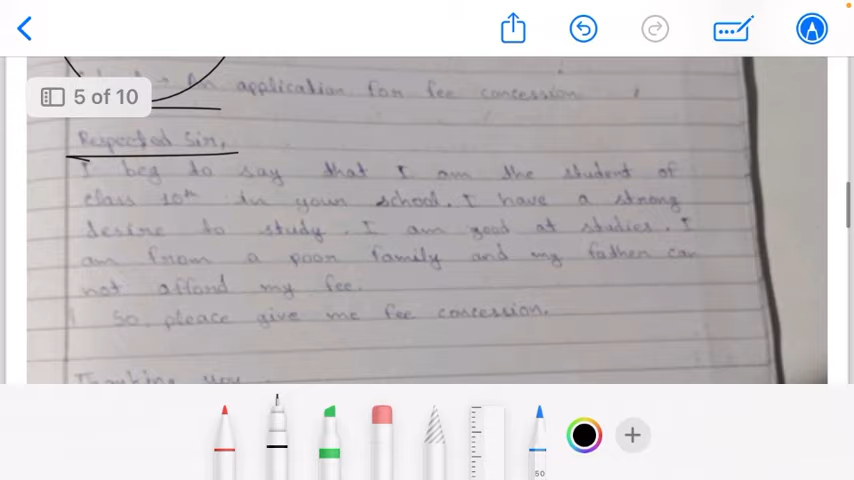 5 of 10
→ An application for fee concession
Respected Sir,
I beg to say that I am the student of
class 10th in your school. I have a strong
desire to study. I am good at studies. I
am from a poor family and my father can
not afford my fee.
So, pleace give me fee concession.
Thanking you
50